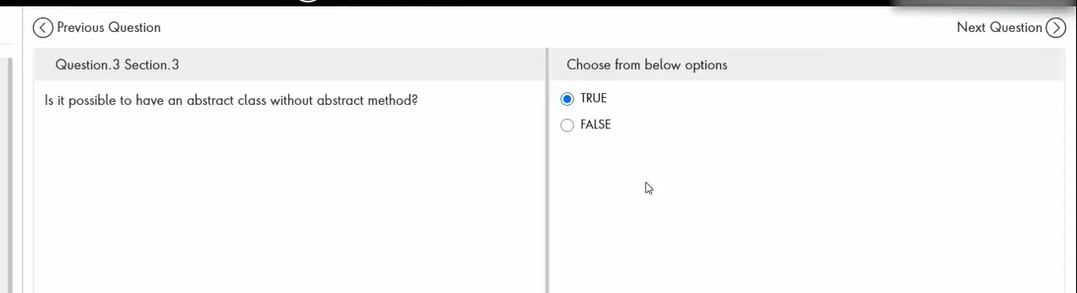 Previous Question
Next Question
Question.3 Section.3
Choose from below options
Is it possible to have an abstract class without abstract method?
TRUE
FALSE